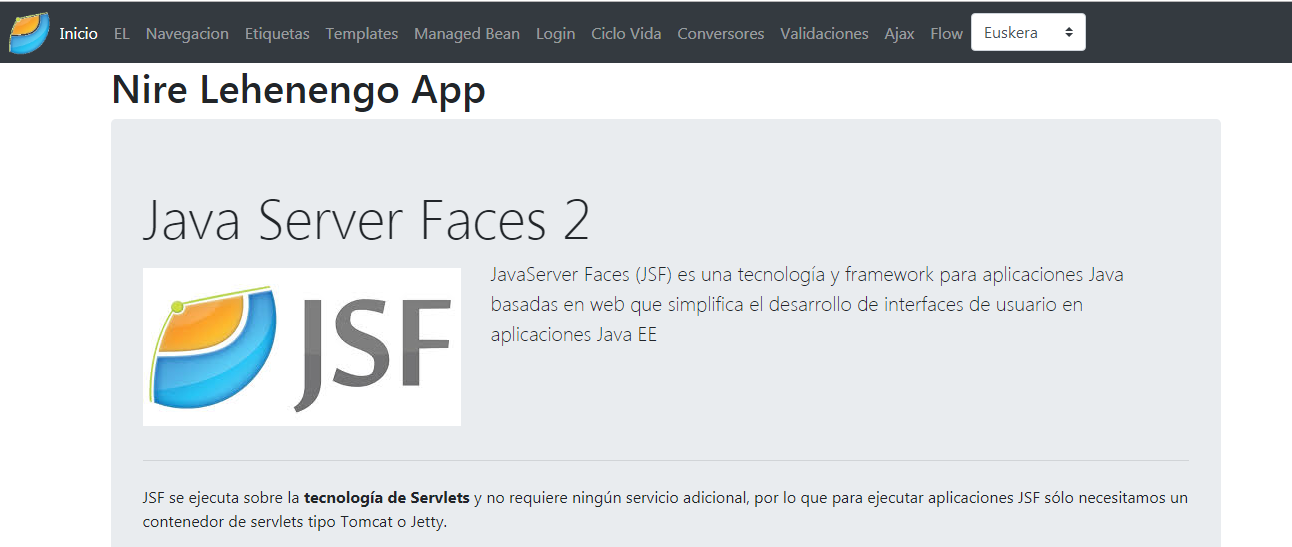 Inicio EL Navegacion Etiquetas Templates Managed Bean Login Ciclo Vida Conversores Validaciones Ajax Flow Euskera
Nire Lehenengo App
Java Server Faces 2
JSF
JavaServer Faces (JSF) es una tecnología y framework para aplicaciones Java
basadas en web que simplifica el desarrollo de interfaces de usuario en
aplicaciones Java EE
JSF se ejecuta sobre la tecnología de Servlets y no requiere ningún servicio adicional, por lo que para ejecutar aplicaciones JSF sólo necesitamos un
contenedor de servlets tipo Tomcat o Jetty.